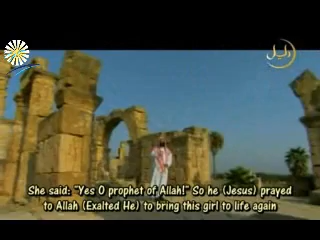 دليل
She said: "Yes O prophet of Allah!" So he (Jesus) prayed
to Allah (Exalted He) to bring this girl to life again